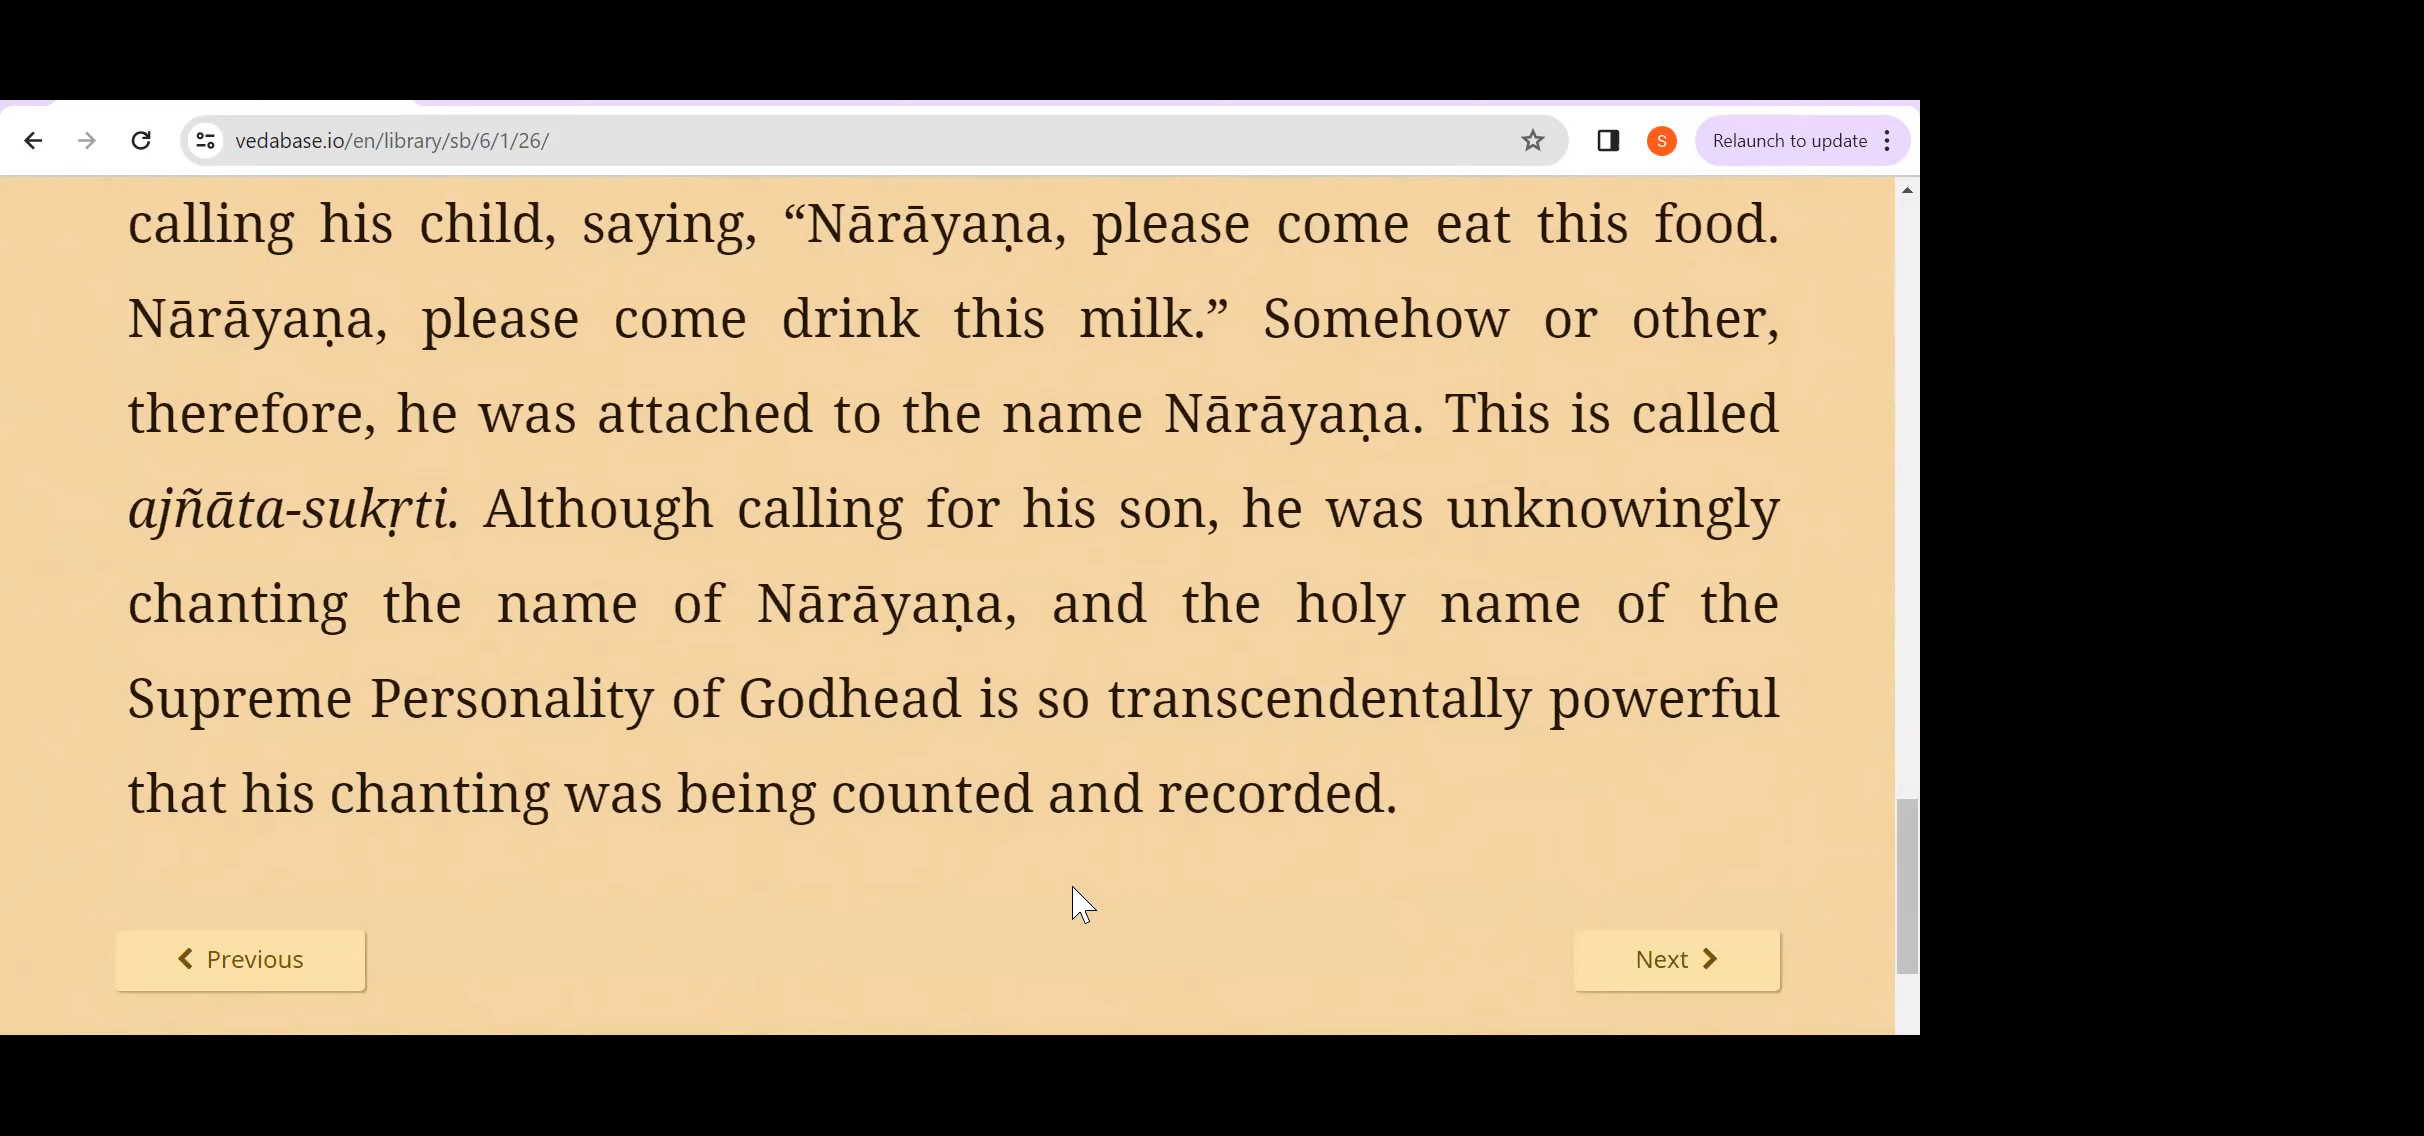 vedabase.io/en/library/sb/6/1/26/
S
Relaunch to update
calling his child, saying, “Nārāyaṇa, please come eat this food.
Nārāyaṇa, please come drink this milk.” Somehow or other,
therefore, he was attached to the name Nārāyaṇa. This is called
ajñāta-sukṛti. Although calling for his son, he was unknowingly
chanting the name of Nārāyaṇa, and the holy name of the
Supreme Personality of Godhead is so transcendentally powerful
that his chanting was being counted and recorded.
Previous
Next